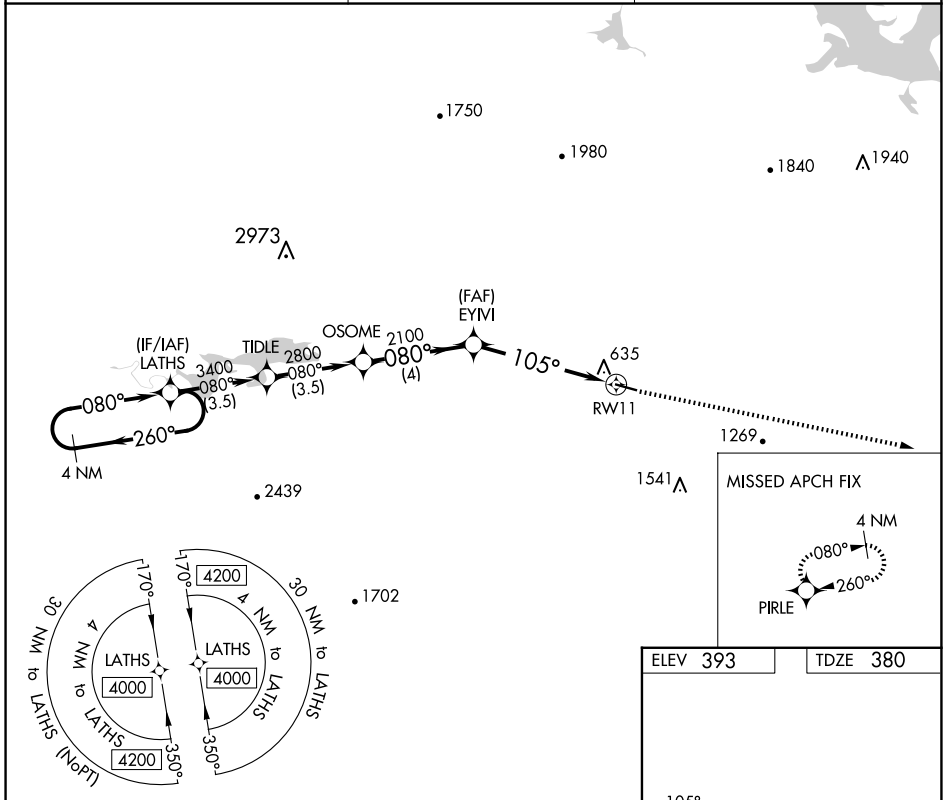 1750
1980
1840
1940
2973
(FAF)
EYIVI
(IF/IAF)
LATHS
TIDLE
OSOME
3400
080°
(3.5)
2800
080°
(3.5)
2100
080°
(4)
105°
635
RW11
080°
260°
4 NM
1269
1541
2439
1702
MISSED APCH FIX
4 NM
080°
260°
PIRLE
170°
30 NM to LATHS (NoPT)
4 NM to LATHS
LATHS
4000
4200
350°
170°
4200
30 NM to LATHS
4 NM to LATHS
LATHS
4000
350°
ELEV 393
TDZE 380
105°